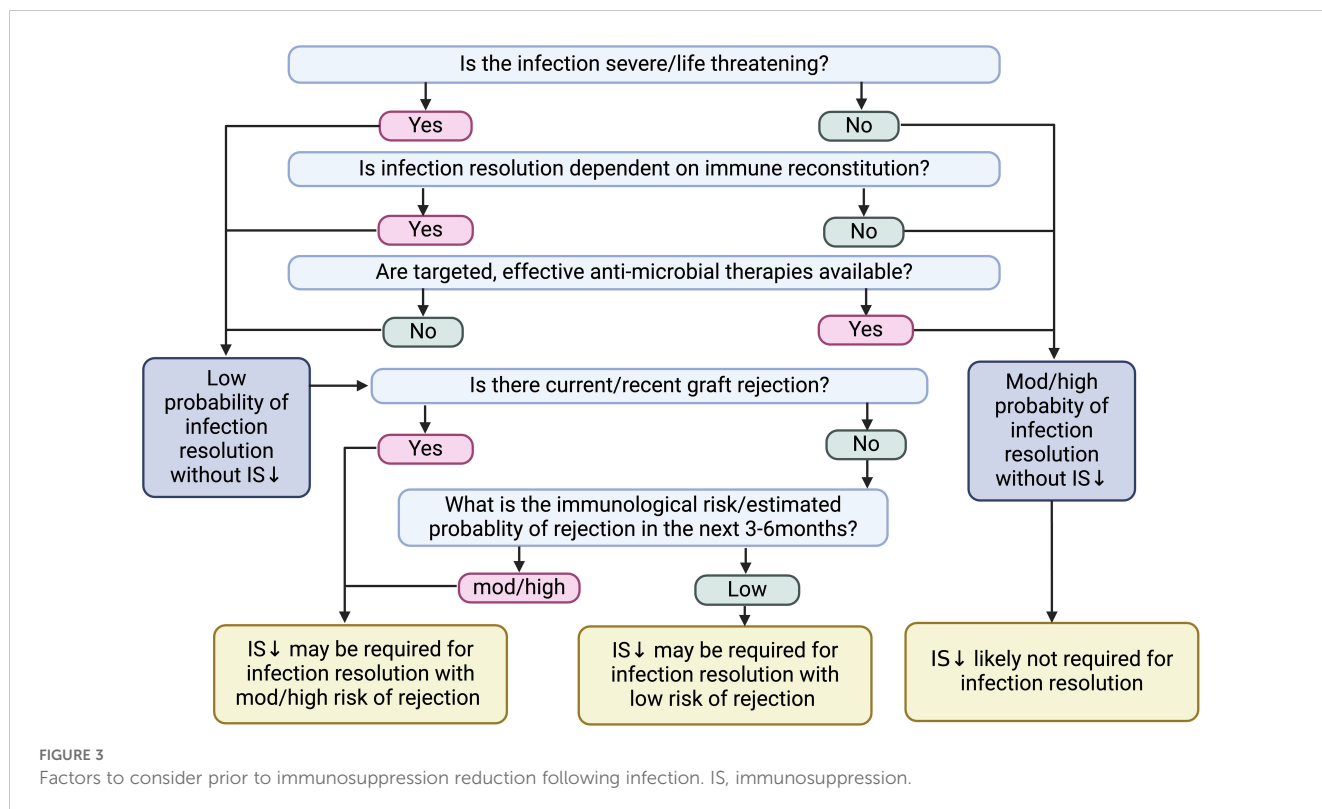 Is the infection severe/life threatening?
Yes
No
Is infection resolution dependent on immune reconstitution?
Yes
No
Are targeted, effective anti-microbial therapies available?
No
Yes
Low
probability of
infection
resolution
without IS↓
Is there current/recent graft rejection?
Mod/high
probabity of
infection
resolution
without IS↓
Yes
No
What is the immunological risk/estimated
probablity of rejection in the next 3-6months?
mod/high
Low
IS↓ may be required for
infection resolution with
mod/high risk of rejection
IS↓ may be required for
infection resolution with
low risk of rejection
IS↓ likely not required for
infection resolution
FIGURE 3
Factors to consider prior to immunosuppression reduction following infection. IS, immunosuppression.